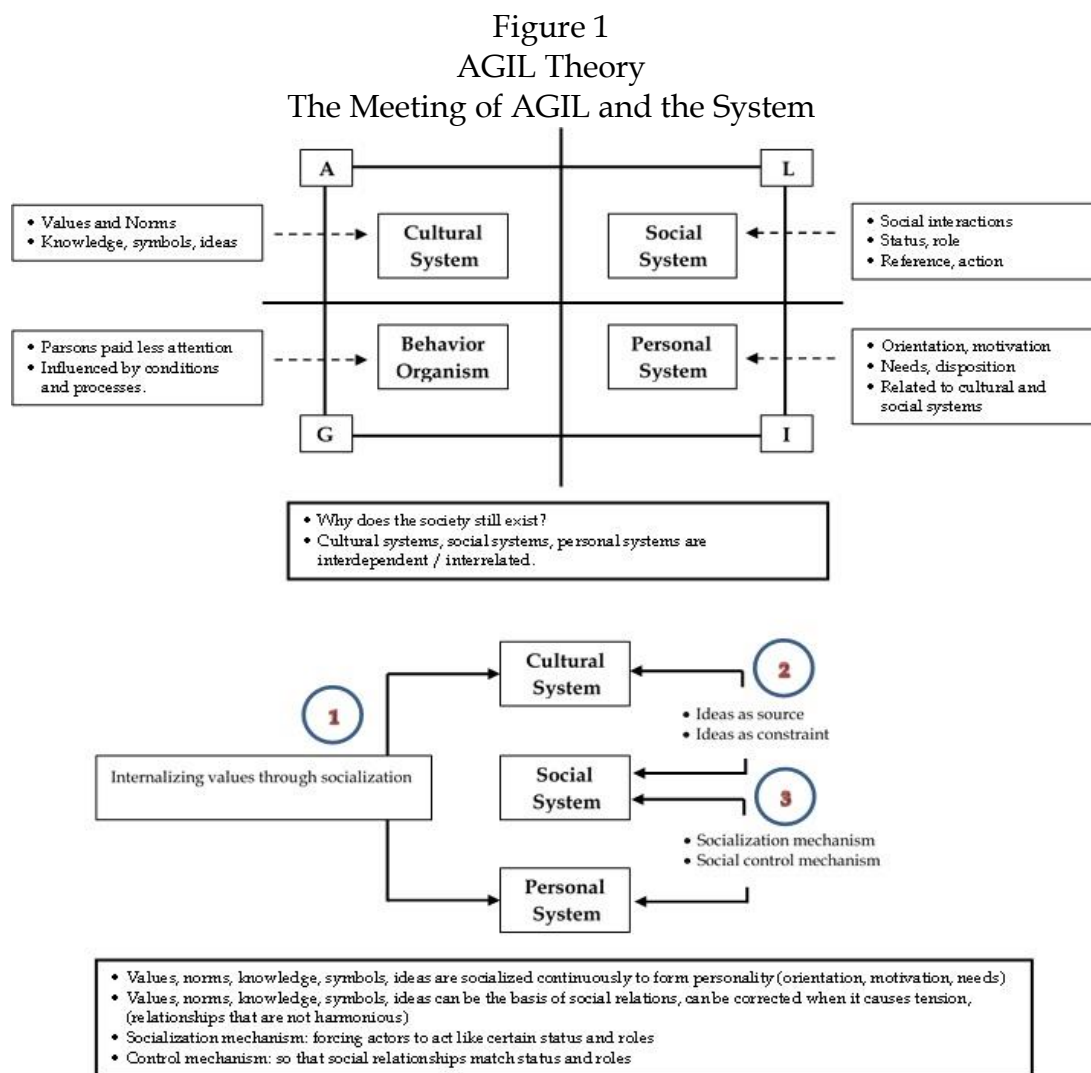 Figure 1
AGIL Theory
The Meeting of AGIL and the System
A
L
• Values and Norms
• Knowledge, symbols, ideas
Cultural
System
Social
System
• Social interactions
• Status, role
• Reference, action
• Parsons paid less attention
• Influenced by conditions
and processes.
Behavior
Organism
Personal
System
• Orientation, motivation
• Needs, disposition
• Related to cultural and
social systems
G
I
• Why does the society still exist?
• Cultural systems, social systems, personal systems are
interdependent / interrelated.
1
Internalizing values through socialization
Cultural
System
2
• Ideas as source
• Ideas as constraint
Social
System
3
• Socialization mechanism
• Social control mechanism
Personal
System
• Values, norms, knowledge, symbols, ideas are socialized continuously to form personality (orientation, motivation, needs)
• Values, norms, knowledge, symbols, ideas can be the basis of social relations, can be corrected when it causes tension,
(relationships that are not harmonious)
• Socialization mechanism: forcing actors to act like certain status and roles
• Control mechanism: so that social relationships match status and roles